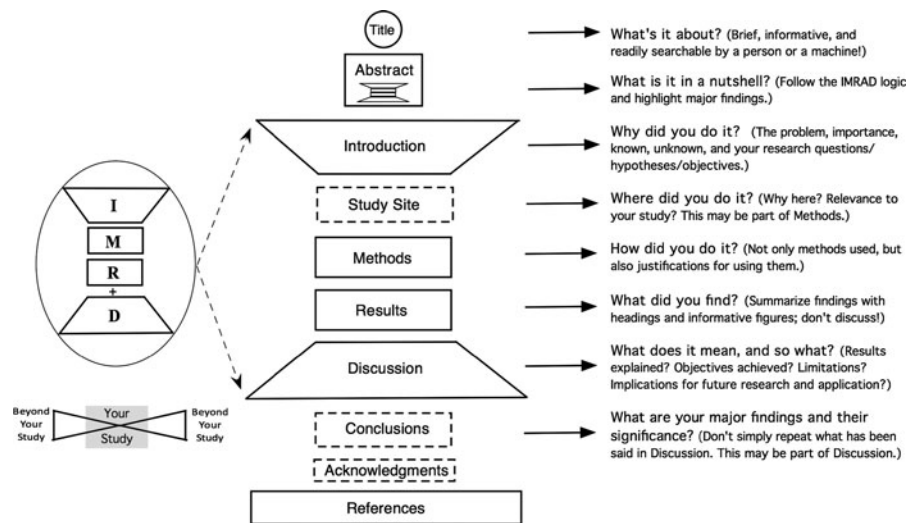 Title
What's it about? (Brief, informative, and
readily searchable by a person or a machine!)
Abstract
What is it in a nutshell? (Follow the IMRAD logic
and highlight major findings.)
Introduction
Why did you do it? (The problem, importance,
known, unknown, and your research questions/
hypotheses/objectives.)
Study Site
Where did you do it? (Why here? Relevance to
your study? This may be part of Methods.)
Methods
How did you do it? (Not only methods used, but
also justifications for using them.)
Results
What did you find? (Summarize findings with
headings and informative figures; don't discuss!)
Discussion
What does it mean, and so what? (Results
explained? Objectives achieved? Limitations?
Implications for future research and application?)
Conclusions
What are your major findings and their
significance? (Don't simply repeat what has been
said in Discussion. This may be part of Discussion.)
Acknowledgments
References
I
M
R
+
D
Beyond
Your
Study
Your
Study
Beyond
Your
Study